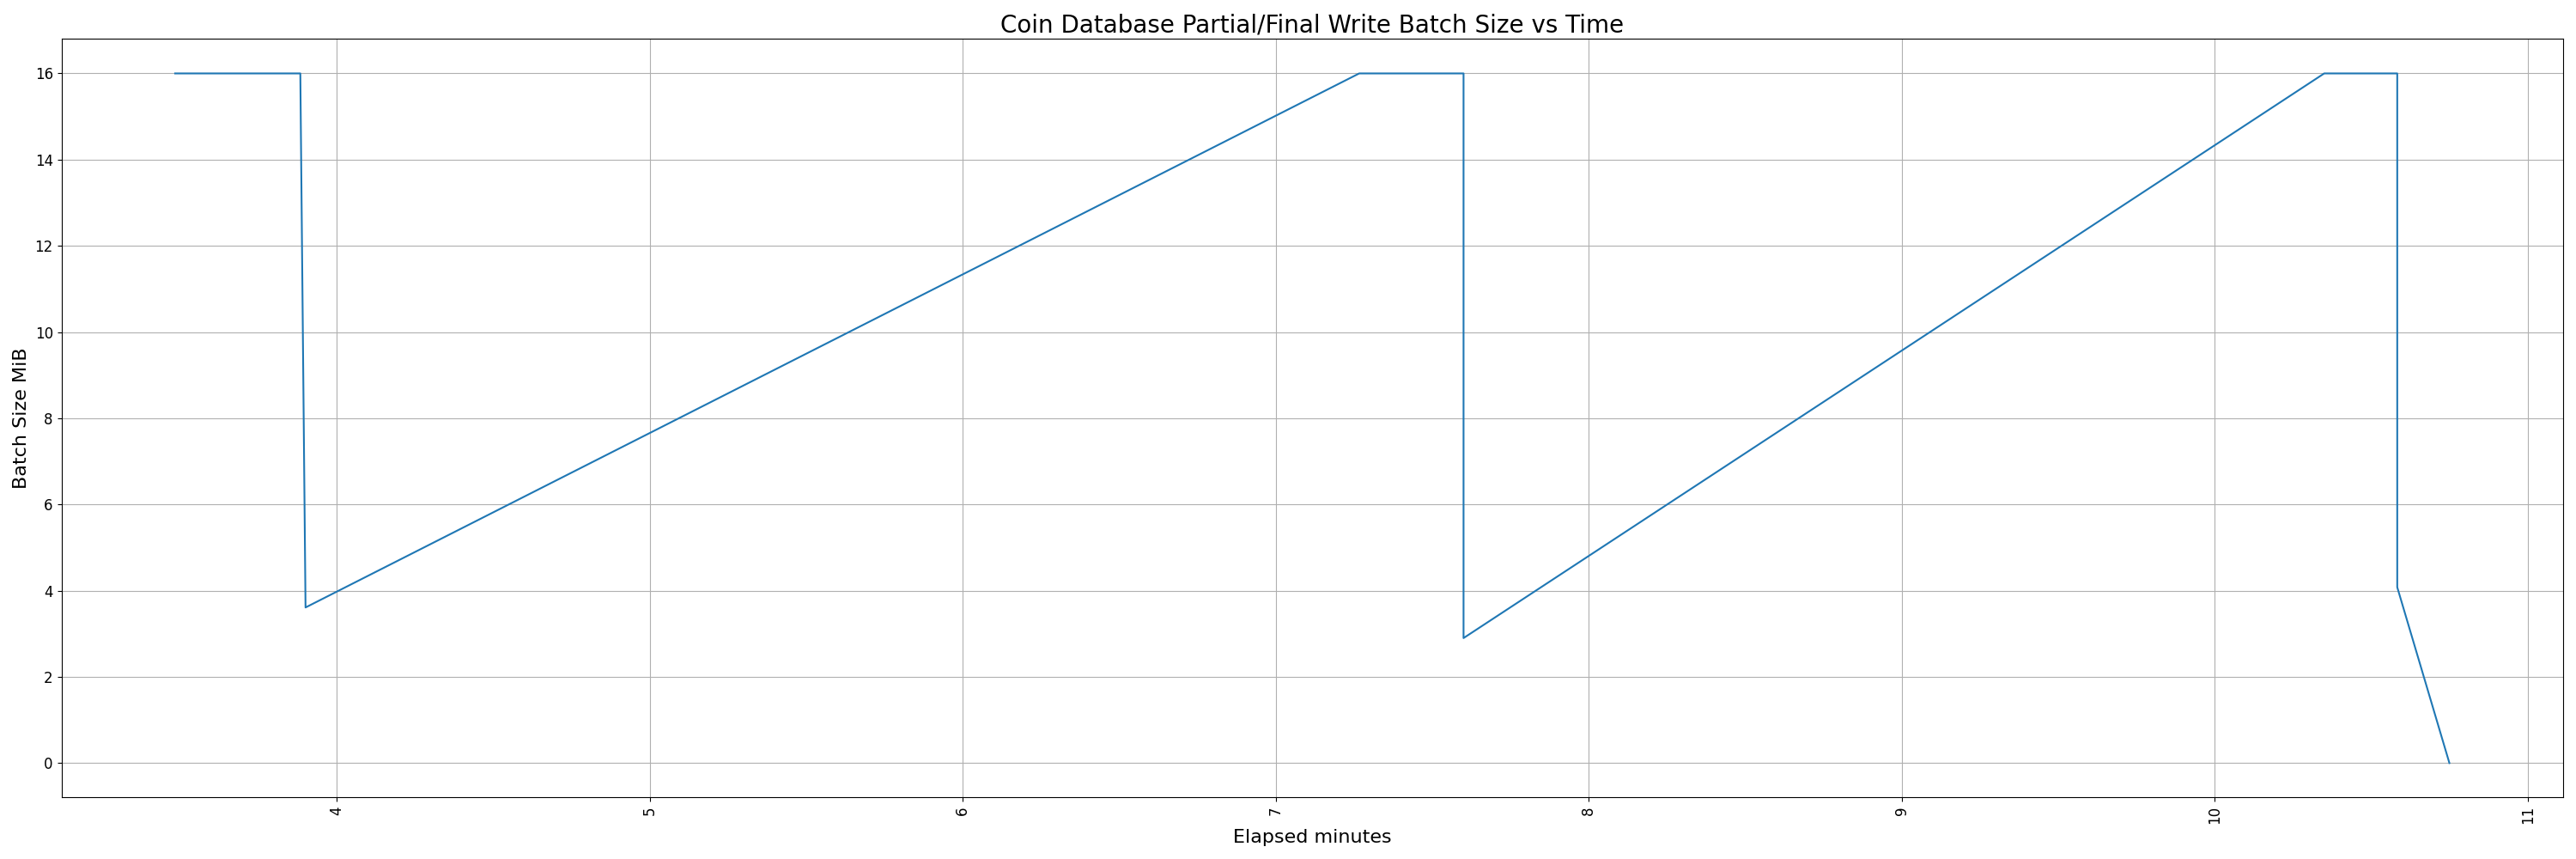 Coin Database Partial/Final Write Batch Size vs Time
Batch Size MiB
16
14
12
10
8
6
4
2
0
4 5 6 7 8 9 10 11
Elapsed minutes